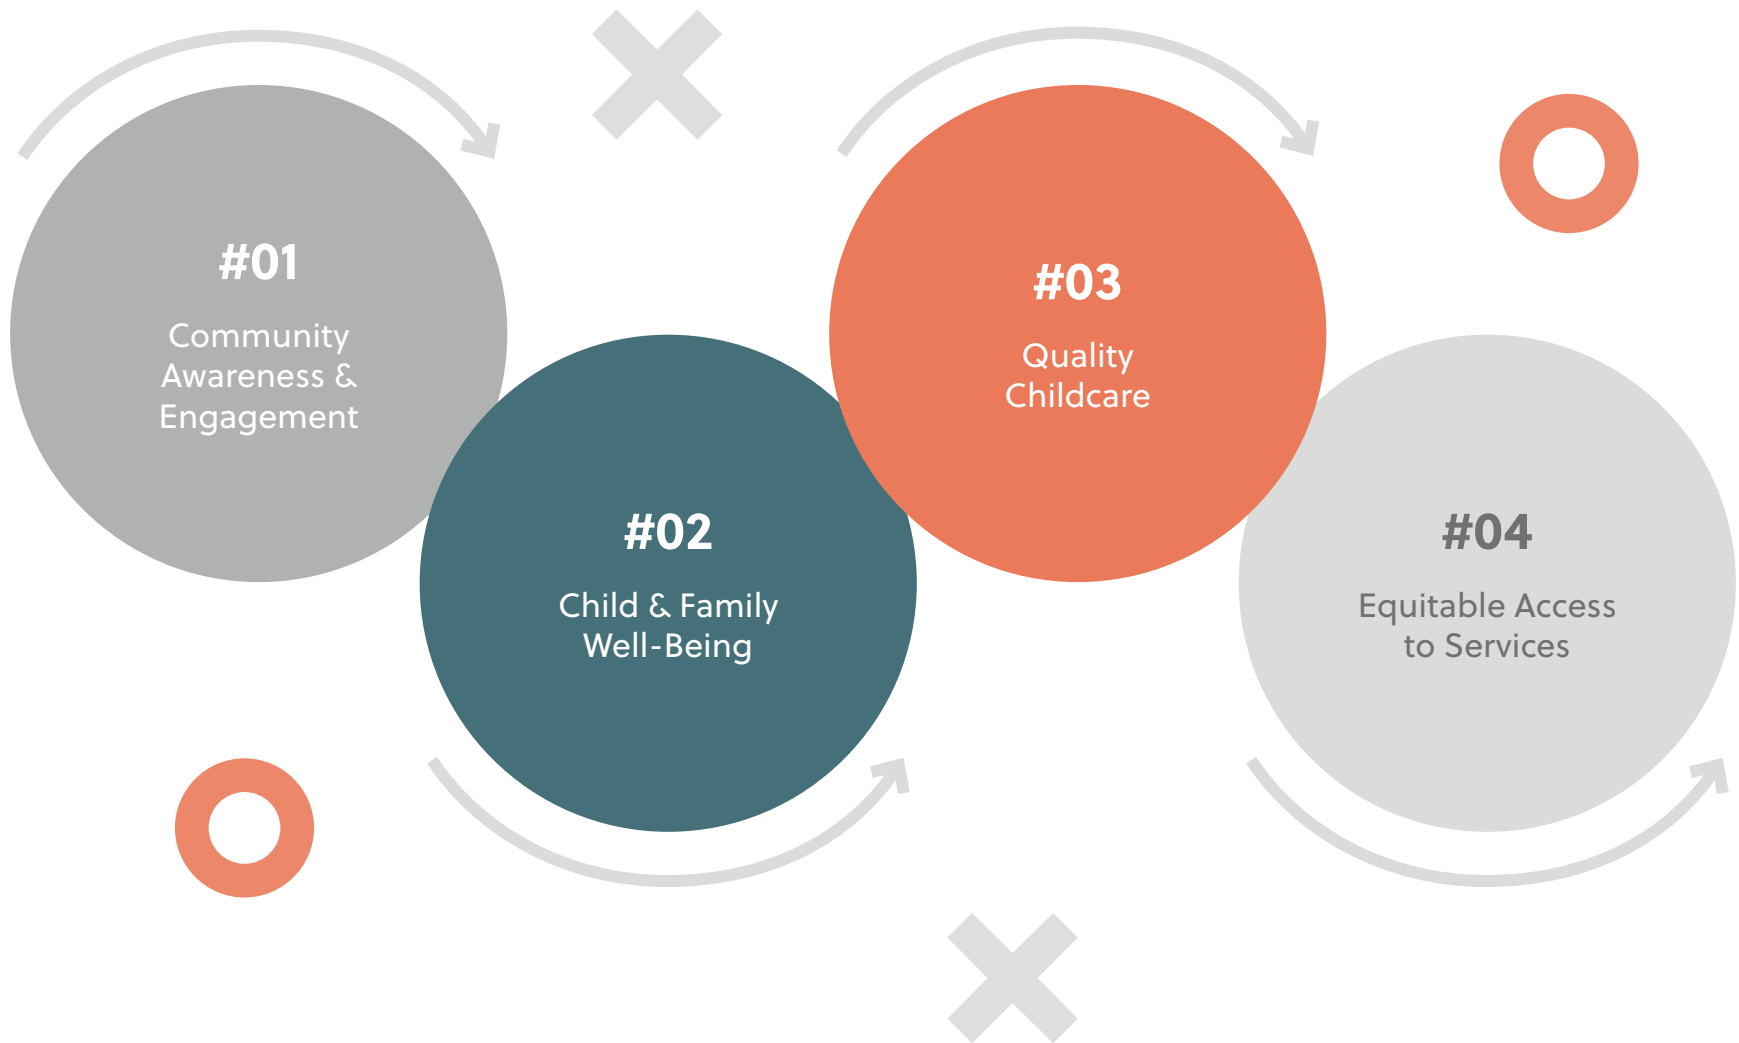 #01
Community
Awareness &
Engagement
#02
Child & Family
Well-Being
#03
Quality
Childcare
#04
Equitable Access
to Services